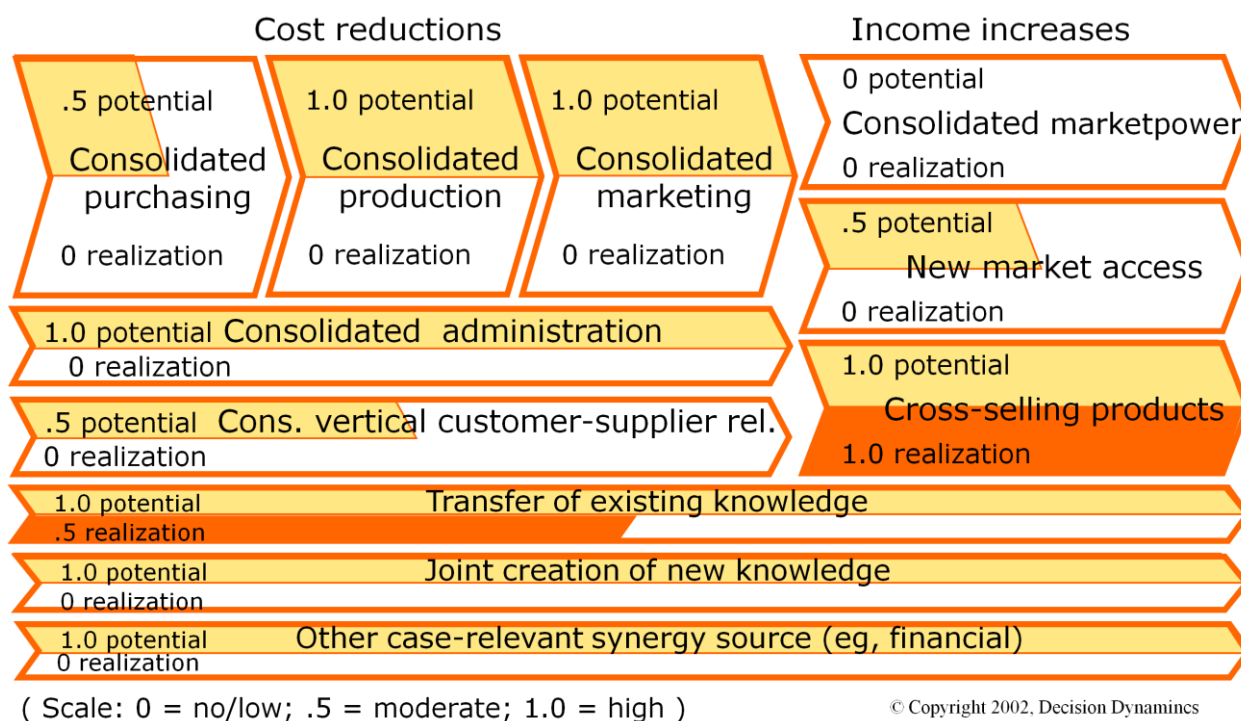 Cost reductions
Income increases
.5 potential
Consolidated
purchasing
0 realization
1.0 potential
Consolidated
production
0 realization
1.0 potential
Consolidated
marketing
0 realization
0 potential
Consolidated marketpower
0 realization
.5 potential
New market access
0 realization
1.0 potential Consolidated administration
0 realization
1.0 potential
Cross-selling products
1.0 realization
.5 potential Cons. vertical customer-supplier rel.
0 realization
1.0 potential Transfer of existing knowledge
.5 realization
1.0 potential Joint creation of new knowledge
0 realization
1.0 potential Other case-relevant synergy source (eg, financial)
0 realization
( Scale: 0 = no/low; .5 = moderate; 1.0 = high )
© Copyright 2002, Decision Dynamincs